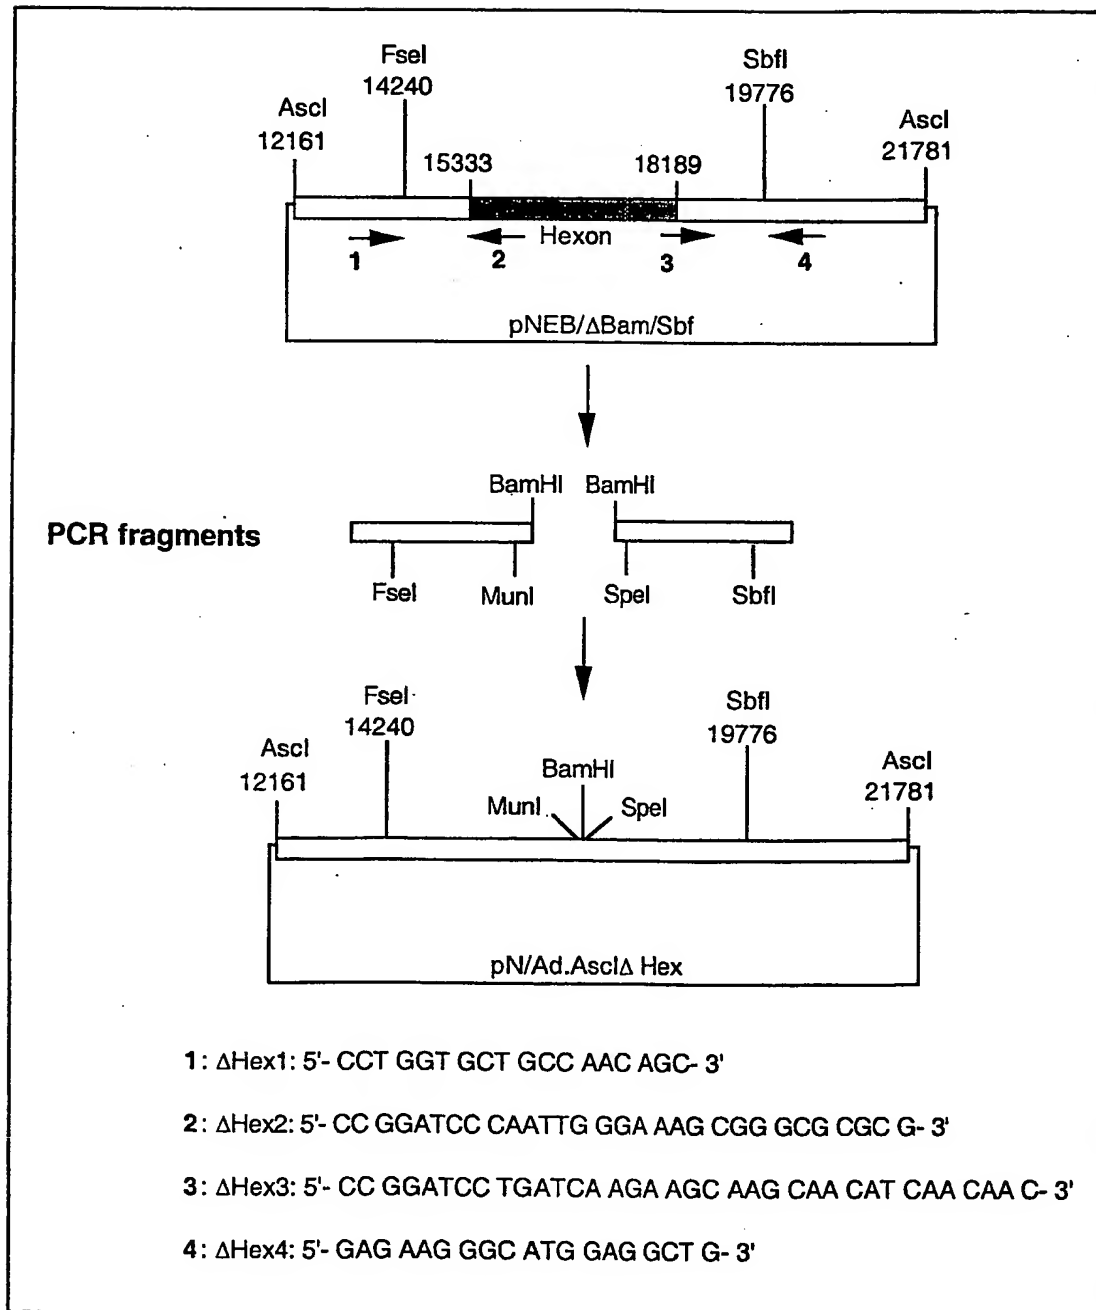 FseI
14240
SbfI
19776
AscI
12161
AscI
21781
15333
18189
Hexon
1
2
3
4
pNEB/ΔBam/Sbf
BamHI BamHI
PCR fragments
FseI
MunI
SpeI
SbfI
FseI
14240
SbfI
19776
AscI
12161
AscI
21781
BamHI
MunI
SpeI
pN/Ad.AscIΔ Hex
1: ΔHex1: 5'- CCT GGT GCT GCC AAC AGC- 3'
2: ΔHex2: 5'- CC GGATCC CAATTG GGA AAG CGG GCG CGC G- 3'
3: ΔHex3: 5'- CC GGATCC TGATCA AGA AGC AAG CAA CAT CAA CAA C- 3'
4: ΔHex4: 5'- GAG AAG GGC ATG GAG GCT G- 3'